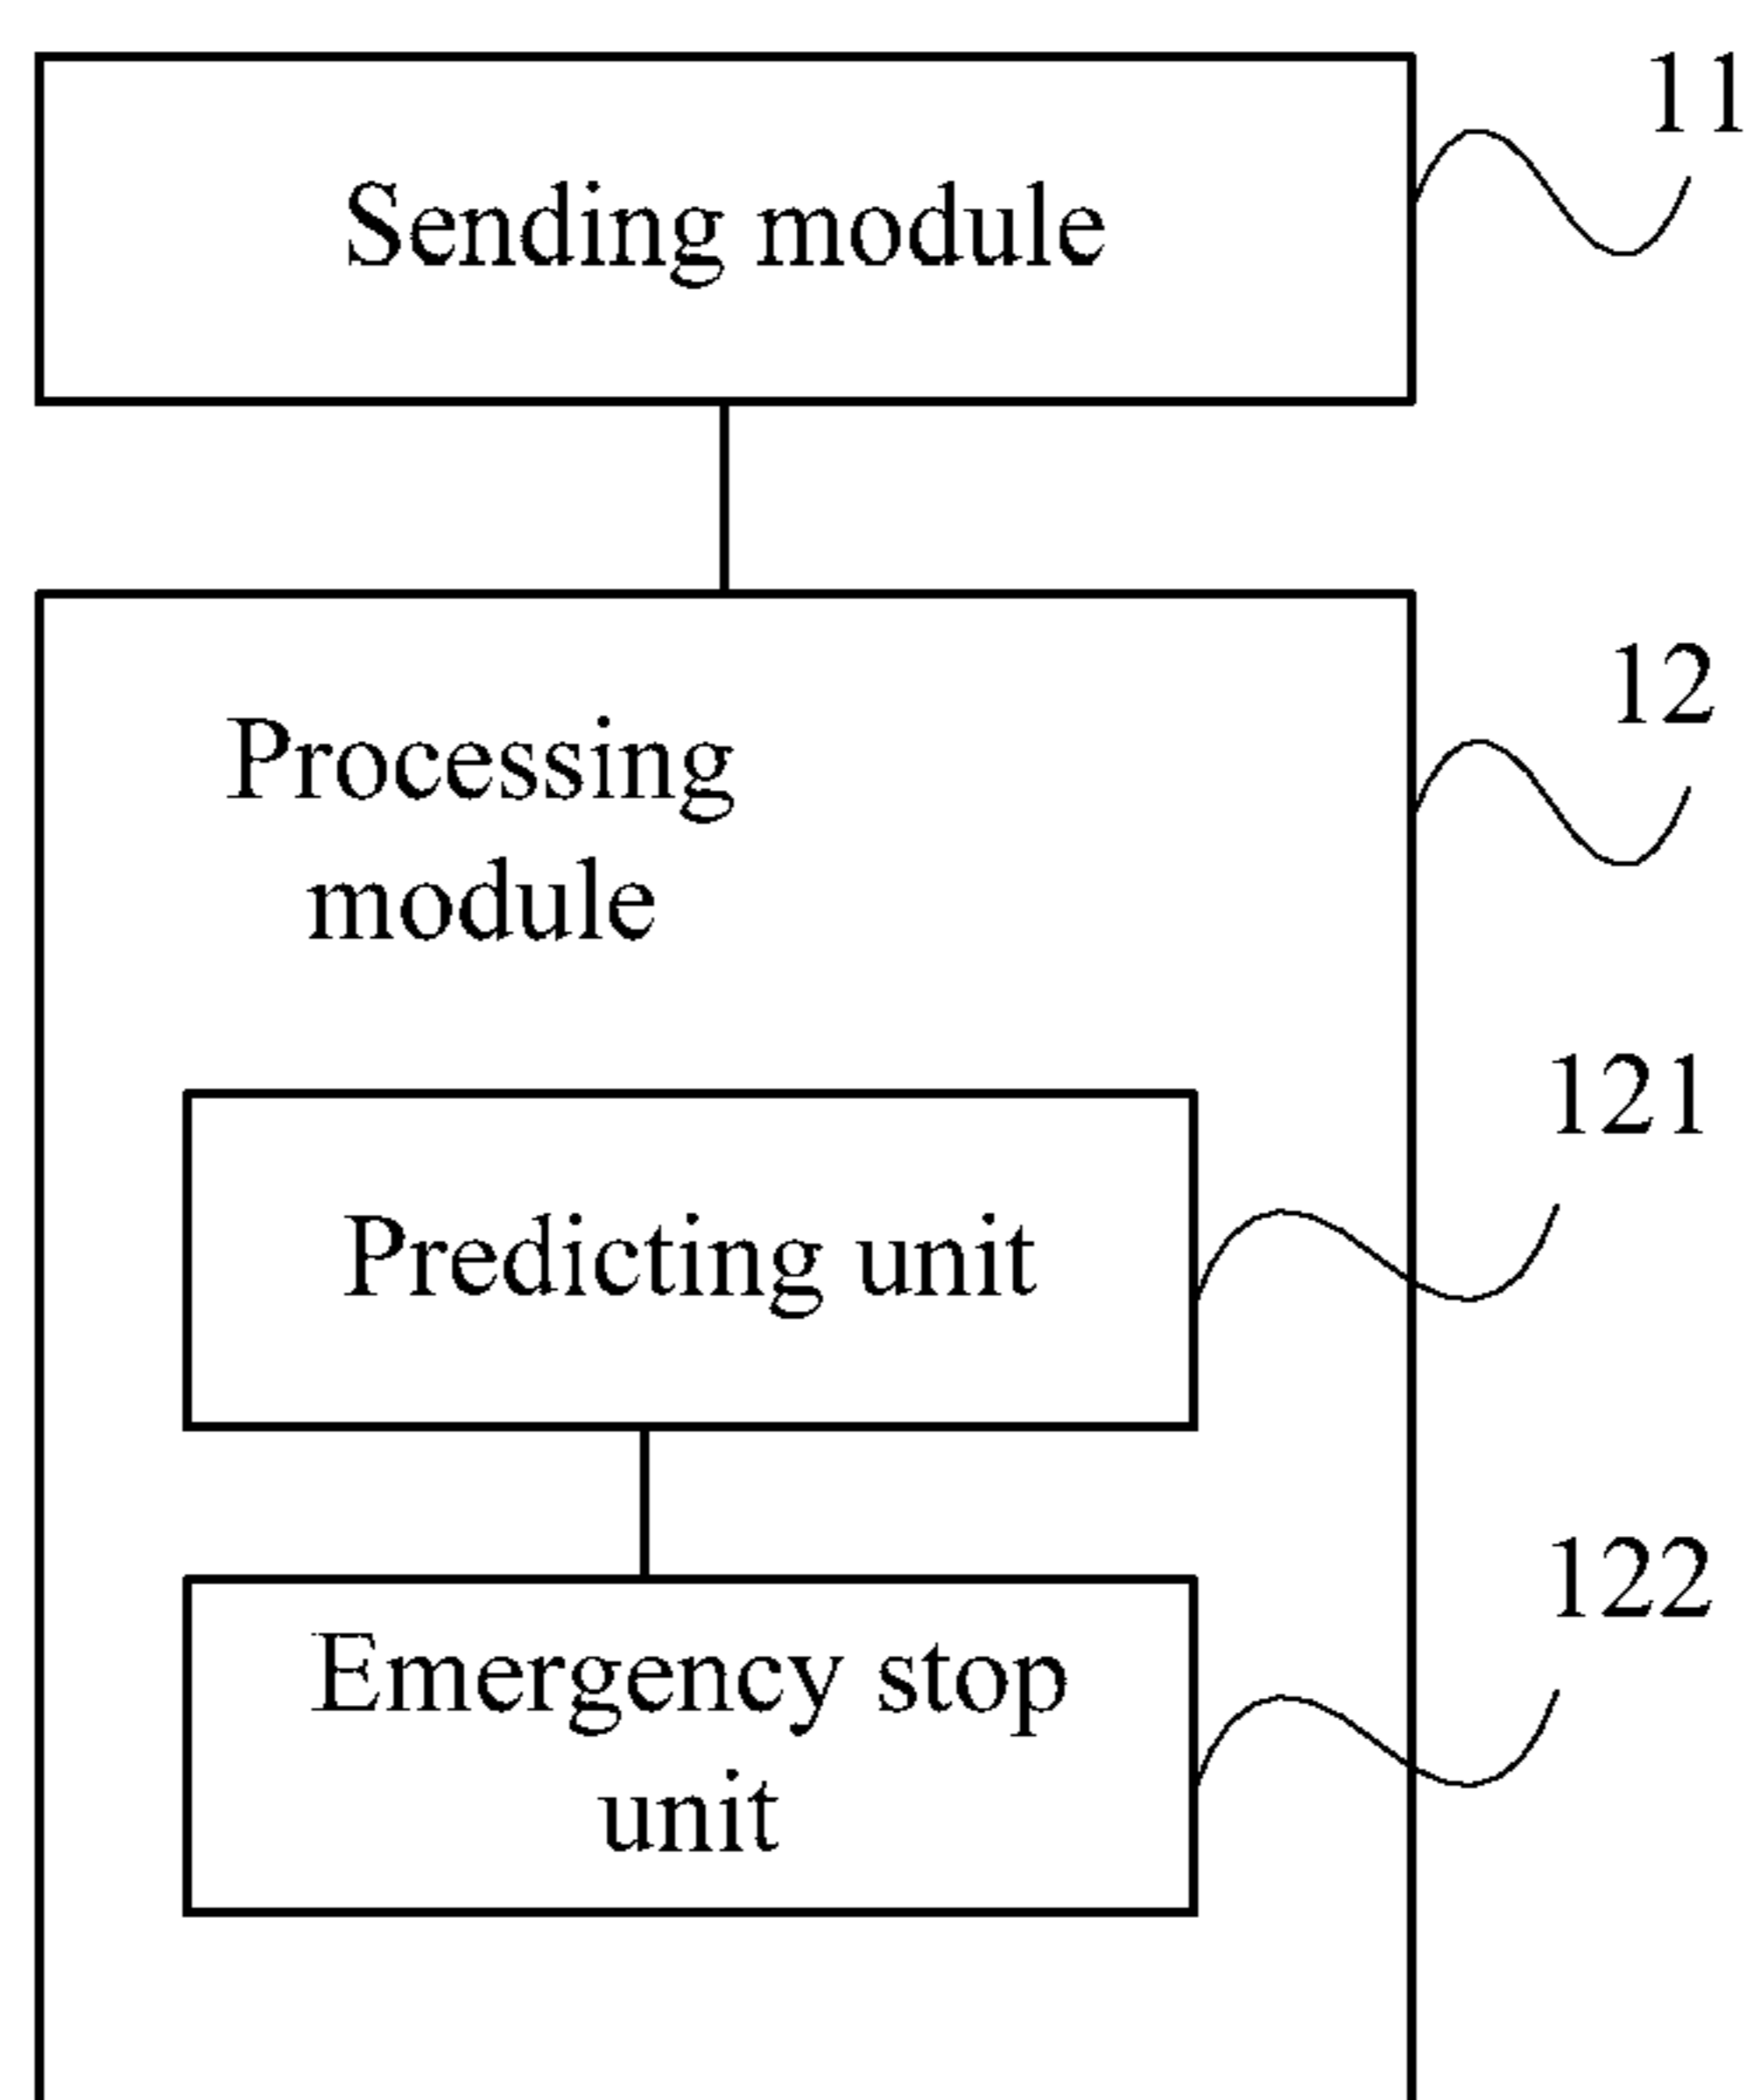 11
Sending module
12
Processing
module
121
Predicting unit
122
Emergency stop
unit